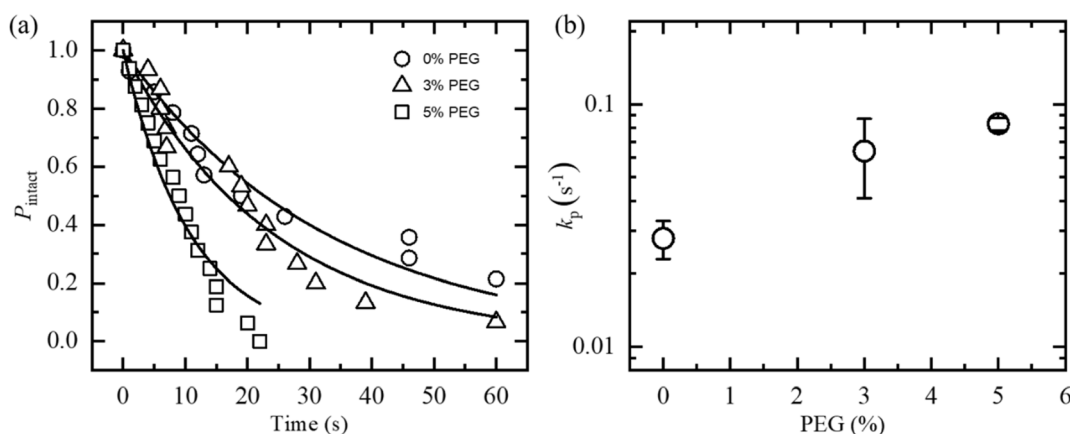 (a)
1.0
0.8
0.6
0.4
0.2
0.0
P intact
0% PEG
3% PEG
5% PEG
0 10 20 30 40 50 60
Time (s)
(b)
0.1
0.01
kp (s-1)
0 1 2 3 4 5 6
PEG (%)